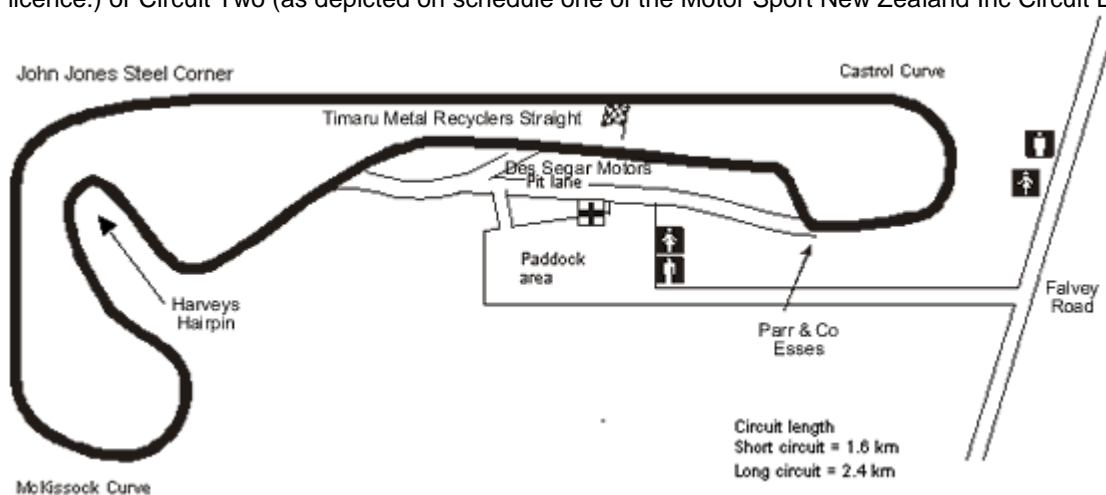 licence.) or Circuit Two (as depicted on schedule one of the Motor Sport New Zealand Inc Circuit
John Jones Steel Corner
Castrol Curve
Timaru Metal Recyclers Straight
Des Segar Motors
Pit lane
Paddock
area
Harveys
Hairpin
Falvey
Road
Parr & Co
Esses
Circuit length
Short circuit = 1.6 km
Long circuit = 2.4 km
McKissock Curve